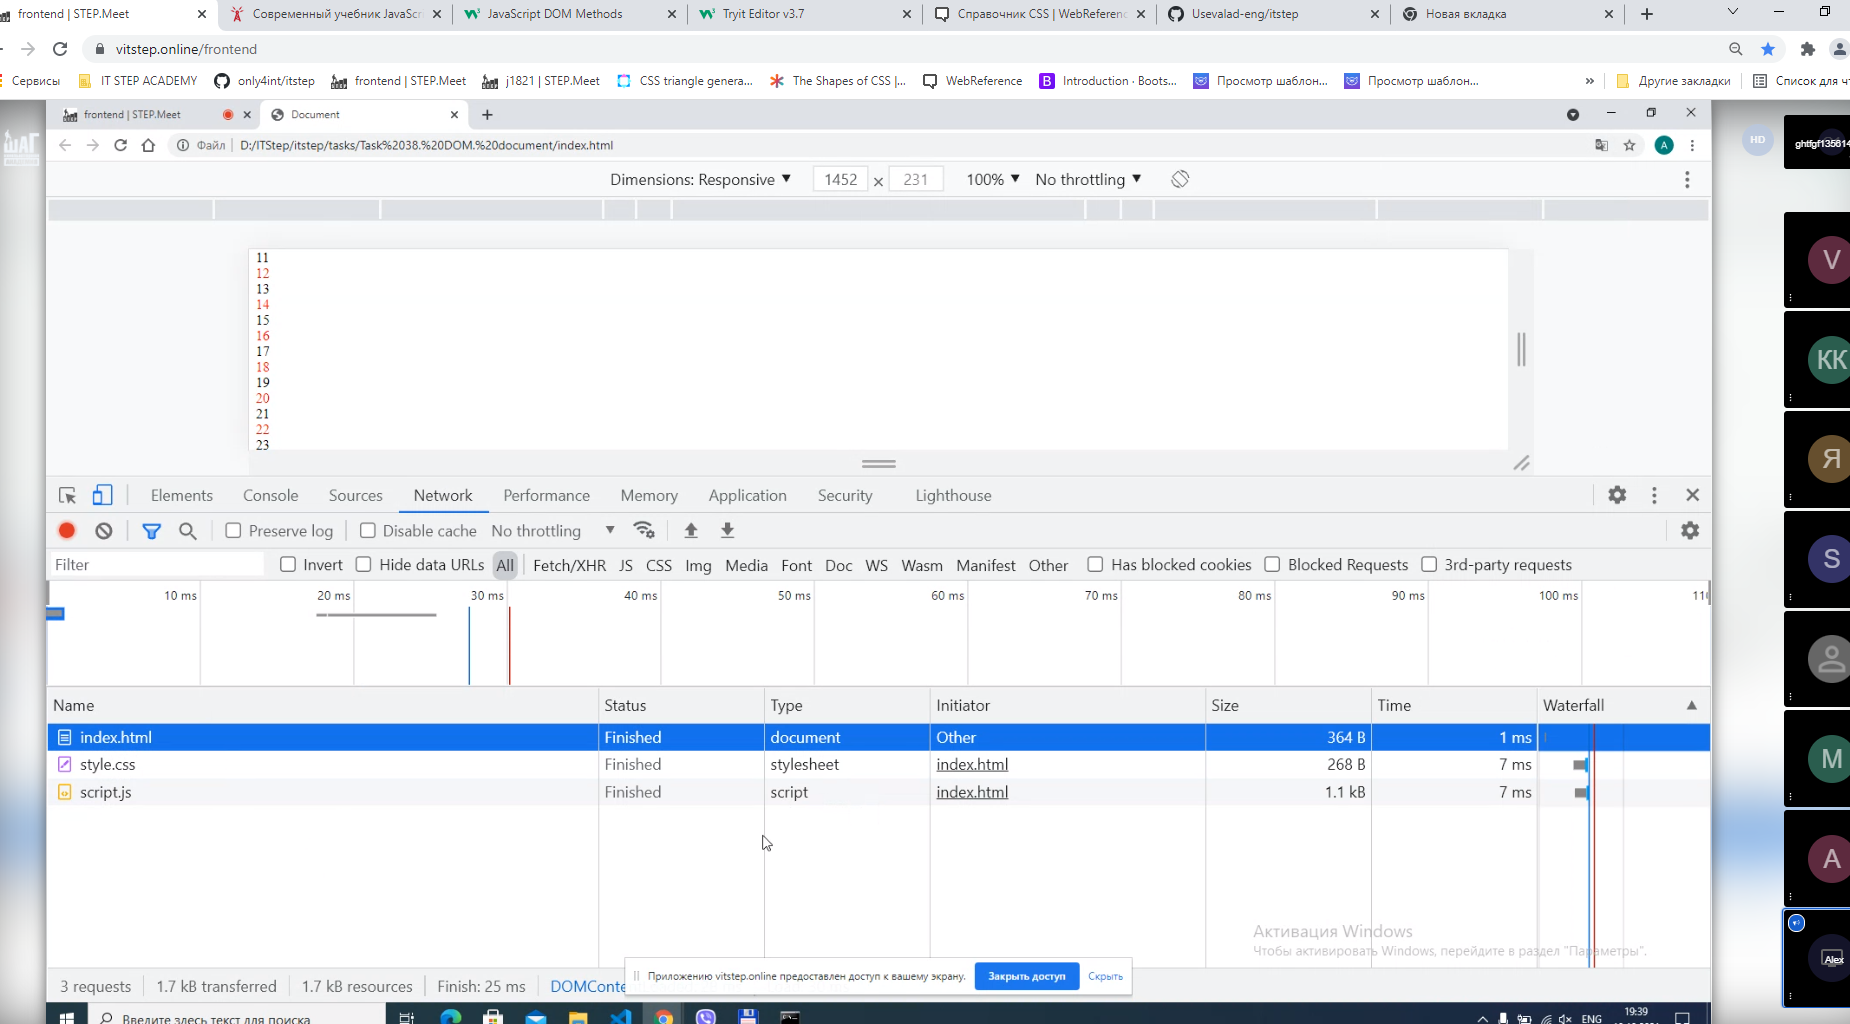 frontend | STEP.Meet
Современный учебник JavaScri
JavaScript DOM Methods
Tryit Editor v3.7
Справочник CSS | WebReferenc
Usevalad-eng/itstep
Новая вкладка
vitstep.online/frontend
Сервисы
IT STEP ACADEMY
only4int/itstep
frontend | STEP.Meet
j1821 | STEP.Meet
CSS triangle genera...
The Shapes of CSS |...
WebReference
Introduction · Boots...
Просмотр шаблон...
Просмотр шаблон...
»
Другие закладки
Список для чт
frontend | STEP.Meet
Document
Файл | D:/ITStep/itstep/tasks/Task%2038.%20DOM.%20document/index.html
A
Dimensions: Responsive
1452 × 231
100%
No throttling
11
12
13
14
15
16
17
18
19
20
21
22
23
Elements
Console
Sources
Network
Performance
Memory
Application
Security
Lighthouse
Preserve log
Disable cache
No throttling
Filter
Invert
Hide data URLs
All
Fetch/XHR
JS
CSS
Img
Media
Font
Doc
WS
Wasm
Manifest
Other
Has blocked cookies
Blocked Requests
3rd-party requests
10 ms
20 ms
30 ms
40 ms
50 ms
60 ms
70 ms
80 ms
90 ms
100 ms
Name Status Type Initiator Size Time Waterfall
index.html Finished document Other 364 B 1 ms
style.css Finished stylesheet index.html 268 B 7 ms
script.js Finished script index.html 1.1 kB 7 ms
Активация Windows
Чтобы активировать Windows, перейдите в раздел "Параметры".
3 requests
1.7 kB transferred
1.7 kB resources
Finish: 25 ms
DOMConte
Приложению vitstep.online предоставлен доступ к вашему экрану.
Закрыть доступ
Скрыть
Введите здесь текст для поиска
ENG
19:39
ШАГ
HD
ghtfgf135614
V
КК
Я
S
M
A
Alex